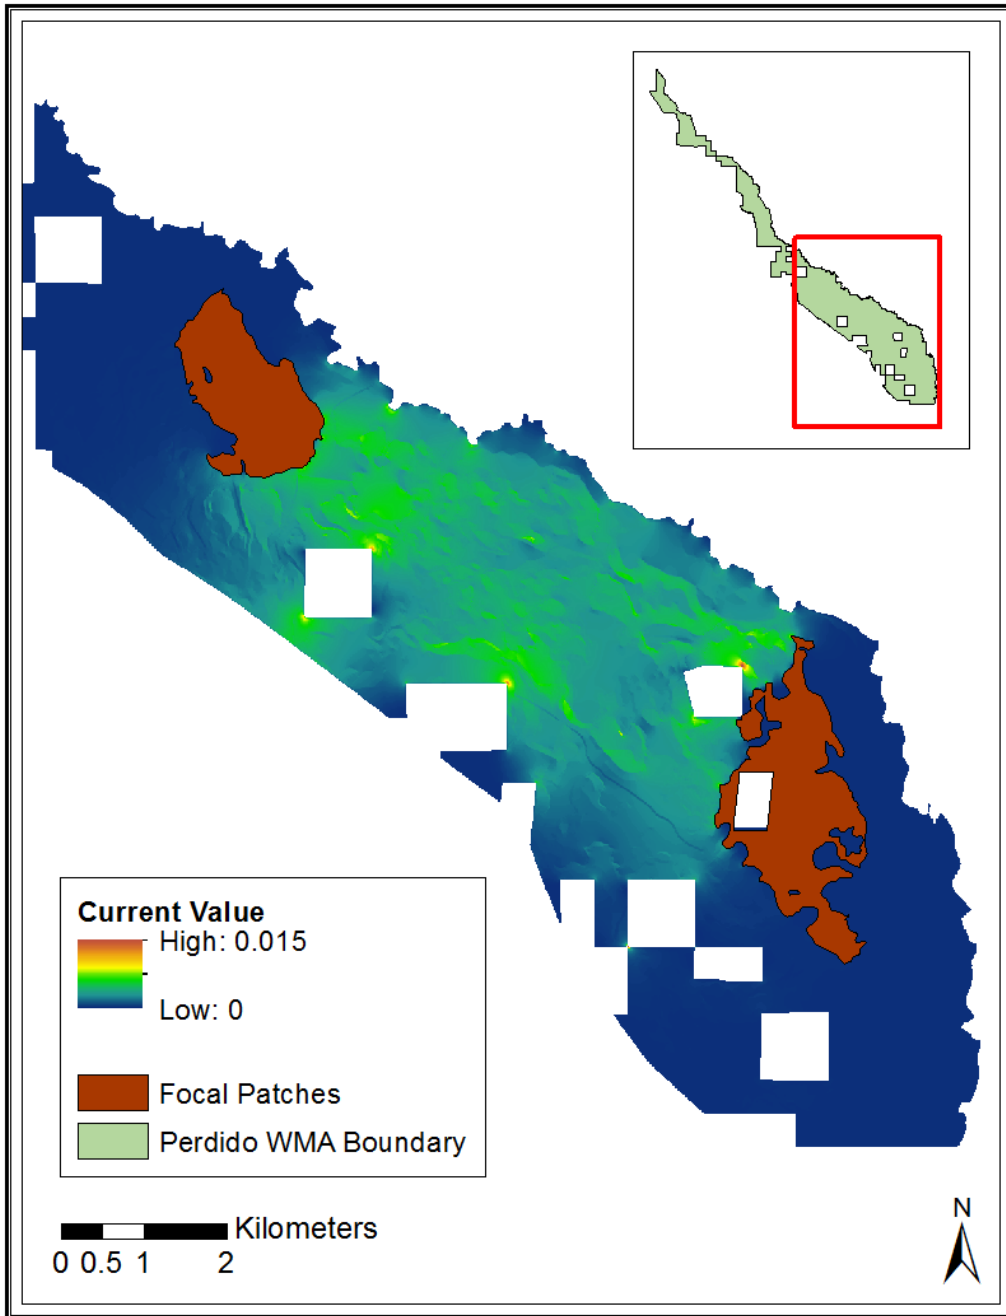 Current Value
High: 0.015
Low: 0
Focal Patches
Perdido WMA Boundary
Kilometers
0 0.5 1 2
N